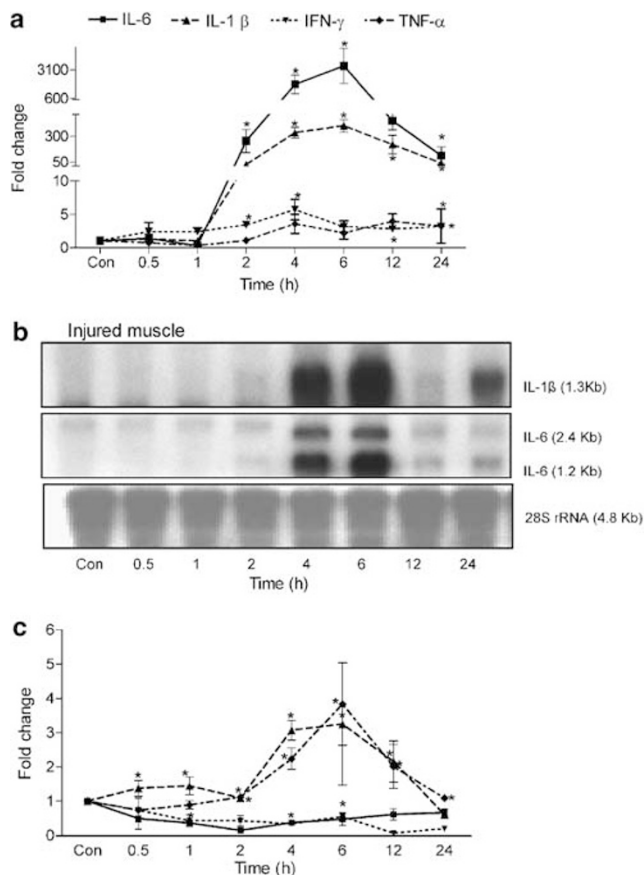 a
IL-6 IL-1 β IFN-γ TNF-α
Fold change
3100
600
300
50
10
5
0
Con 0.5 1 2 4 6 12 24
Time (h)
b Injured muscle
IL-1ß (1.3Kb)
IL-6 (2.4 Kb)
IL-6 (1.2 Kb)
28S rRNA (4.8 Kb)
Con 0.5 1 2 4 6 12 24
Time (h)
c
Fold change
6
5
4
3
2
1
0
Con 0.5 1 2 4 6 12 24
Time (h)